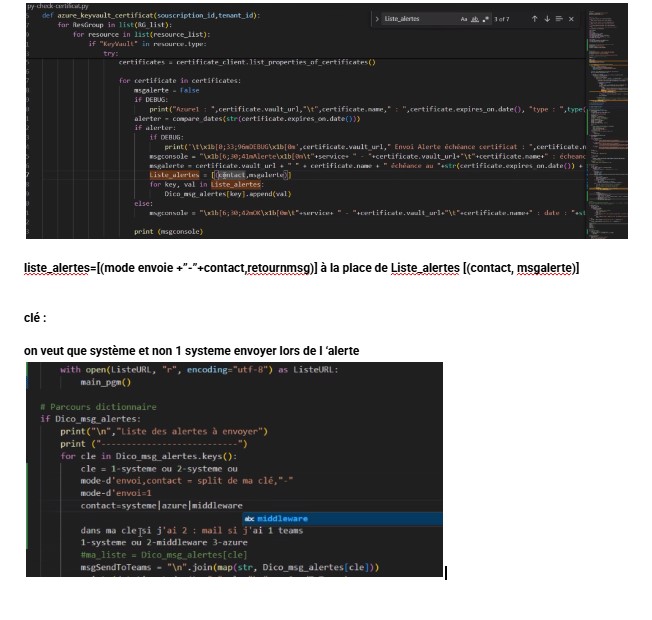 py-check-certificat.py
def azure_keyvault_certificat(souscription_id,tenant_id):
for ResGroup in list(RG_list):
for resource in list(resource_list):
if "KeyVault" in resource.type:
try:
Liste_alertes
Aa ab .* 3 of 7
certificates = certificate_client.list_properties_of_certificates()
for certificate in certificates:
msgalerte = False
if DEBUG:
print("Azure1 : ",certificate.vault_url,"\t",certificate.name," : ",certificate.expires_on.date(), "type : ",type(
alerter = compare_dates(str(certificate.expires_on.date()))
if alerter:
if DEBUG:
print('\t\x1b[0;33;96mDEBUG\x1b[0m',certificate.vault_url," Envoi Alerte échéance certificat : ",certificate.n
msgconsole = "\x1b[6;30;41mAlerte\x1b[0m\t"+service+ " - "+certificate.vault_url+"\t"+certificate.name+" : échéanc
msgalerte = certificate.vault_url + " " + certificate.name + " échéance au "+str(certificate.expires_on.date()) +
Liste_alertes = [(contact,msgalerte)]
for key, val in Liste_alertes:
Dico_msg_alertes[key].append(val)
else:
msgconsole = "\x1b[6;30;42mOK\x1b[0m\t"+service+ " - "+certificate.vault_url+"\t"+certificate.name+" : date : "+st
print (msgconsole)
liste_alertes=[(mode envoie +”-”+contact,retournmsg)] à la place de Liste_alertes [(contact, msgalerte)]
clé :
on veut que système et non 1 systeme envoyer lors de l ‘alerte
with open(ListeURL, "r", encoding="utf-8") as ListeURL:
main_pgm()
# Parcours dictionnaire
if Dico_msg_alertes:
print("\n","Liste des alertes à envoyer")
print ("--------------------------")
for cle in Dico_msg_alertes.keys():
cle = 1-systeme ou 2-systeme ou
mode-d'envoi,contact = split de ma clé,"-"
mode-d'envoi=1
contact=systeme|azure|middleware
abc middleware
dans ma cle si j'ai 2 : mail si j'ai 1 teams
1-systeme ou 2-middleware 3-azure
#ma_liste = Dico_msg_alertes[cle]
msgSendToTeams = "\n".join(map(str, Dico_msg_alertes[cle]))